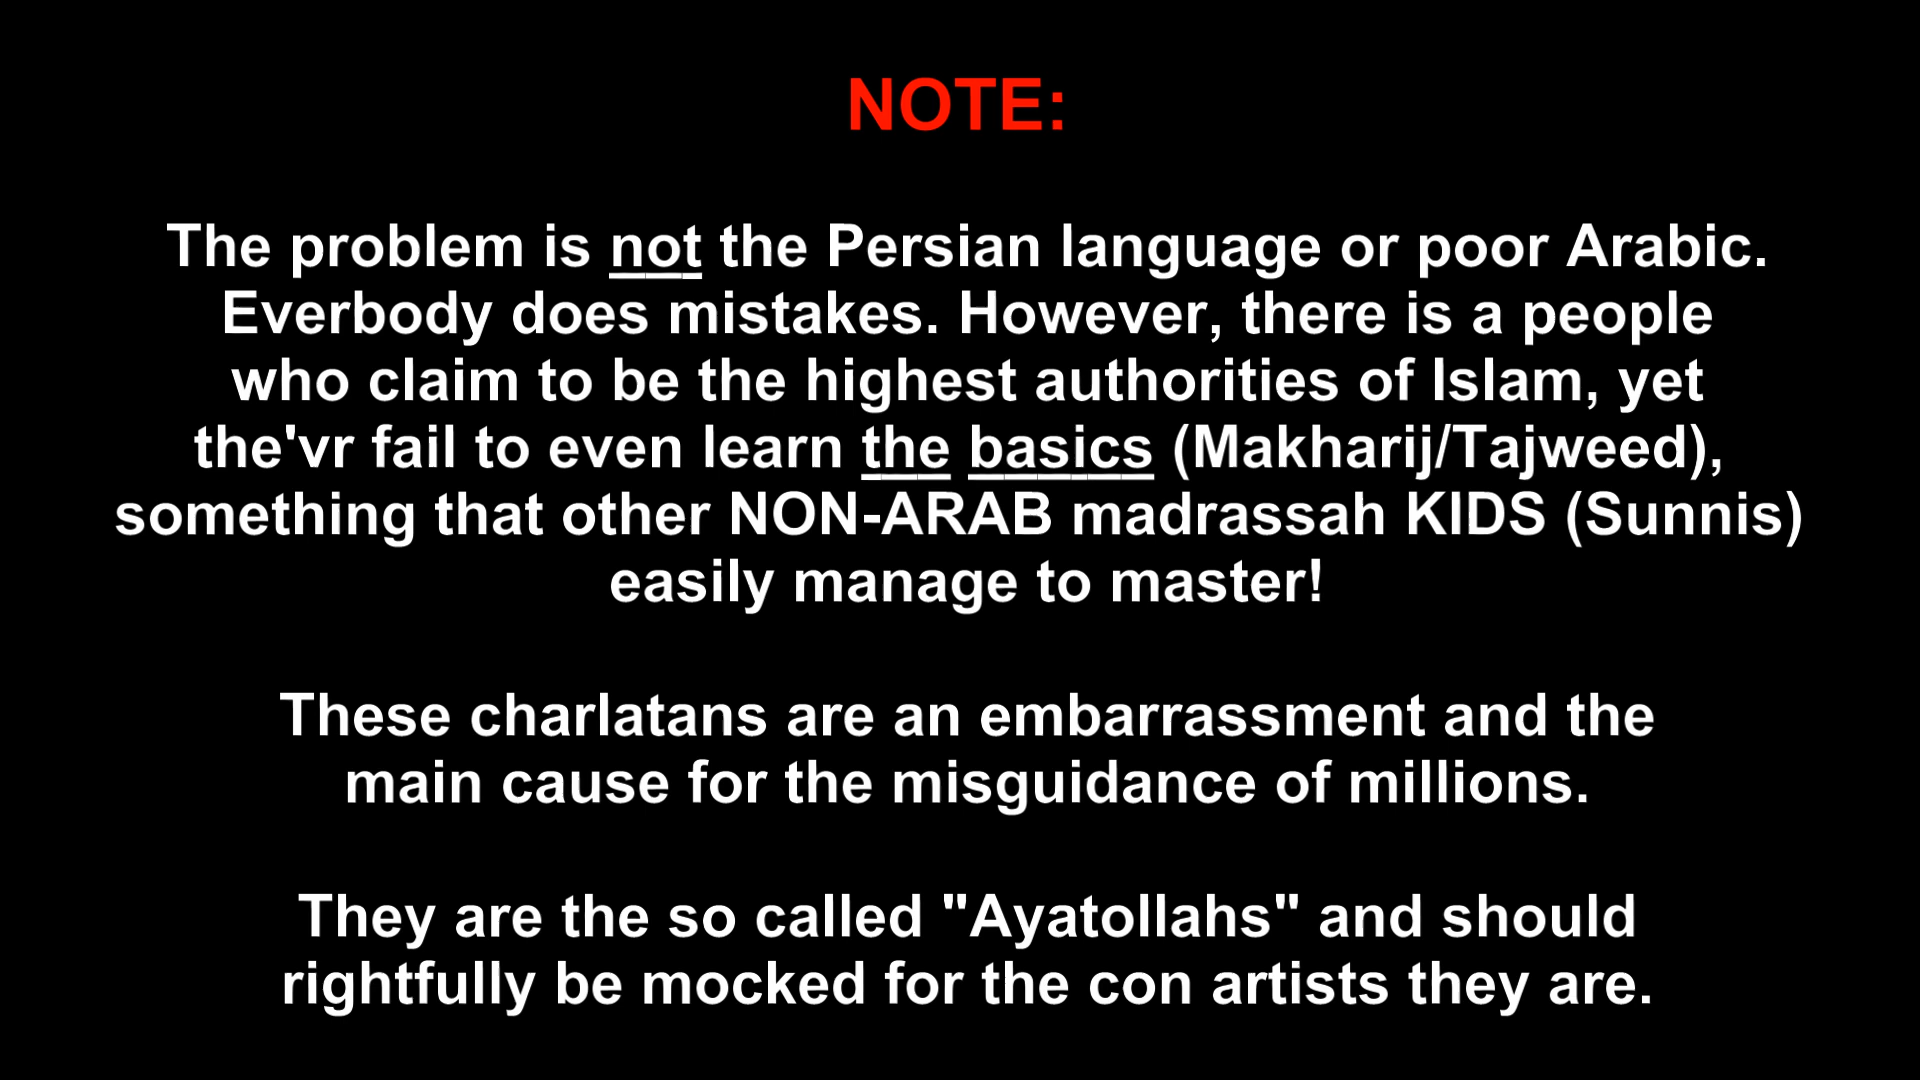 NOTE:
The problem is not the Persian language or poor Arabic.
Everbody does mistakes. However, there is a people
who claim to be the highest authorities of Islam, yet
the'vr fail to even learn the basics (Makharij/Tajweed),
something that other NON-ARAB madrassah KIDS (Sunnis)
easily manage to master!
These charlatans are an embarrassment and the
main cause for the misguidance of millions.
They are the so called "Ayatollahs" and should
rightfully be mocked for the con artists they are.